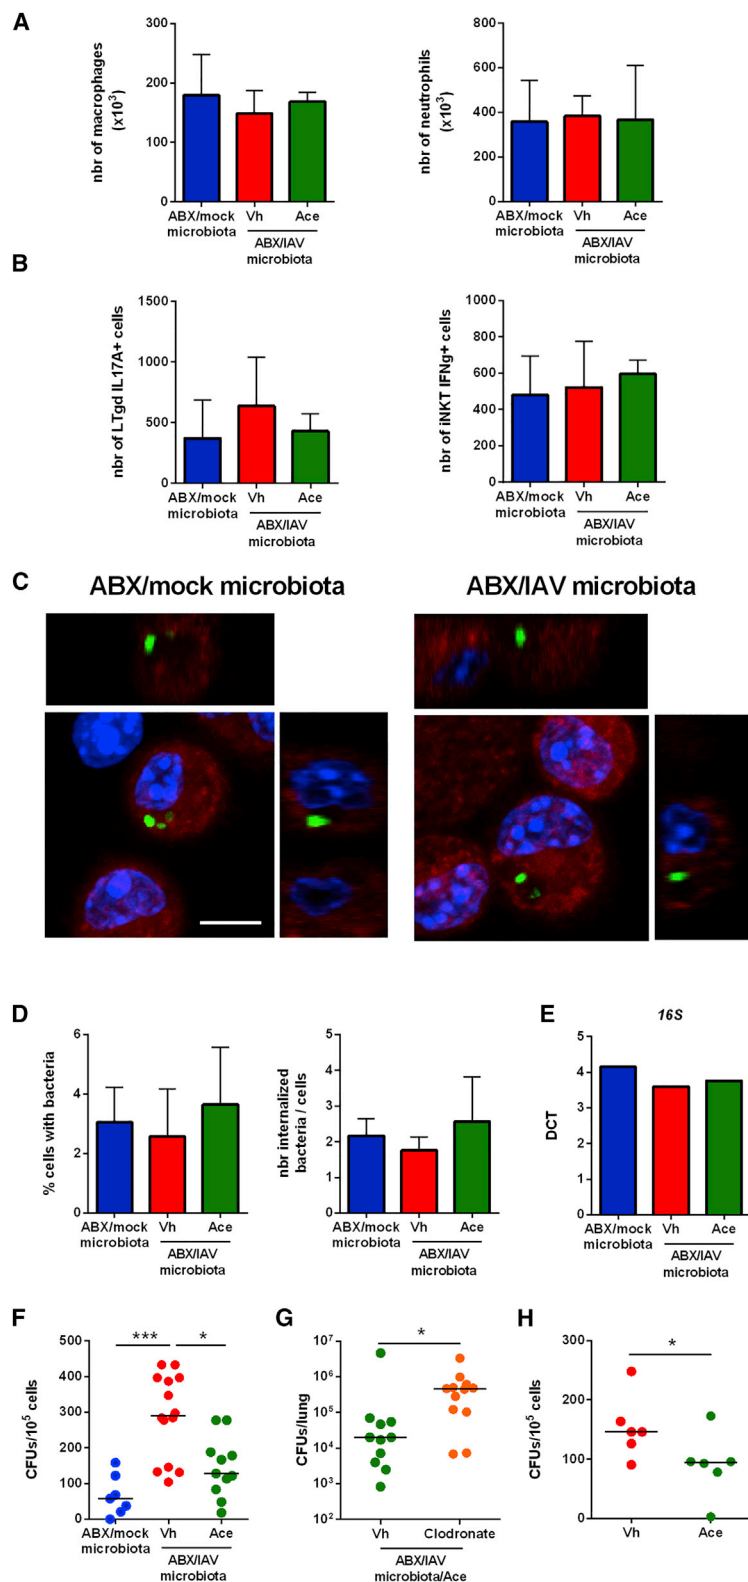 A
nbr of macrophages
(x10³)
300
200
100
0
ABX/mock
microbiota
Vh
Ace
ABX/IAV
microbiota
nbr of neutrophils
(x10³)
800
600
400
200
0
ABX/mock
microbiota
Vh
Ace
ABX/IAV
microbiota
B
nbr of LTgd IL17A+ cells
1500
1000
500
0
ABX/mock
microbiota
Vh
Ace
ABX/IAV
microbiota
nbr of iNKT IFNg+ cells
1000
800
600
400
200
0
ABX/mock
microbiota
Vh
Ace
ABX/IAV
microbiota
C
ABX/mock microbiota
ABX/IAV microbiota
D
% cells with bacteria
6
4
2
0
ABX/mock
microbiota
Vh
Ace
ABX/IAV
microbiota
nbr internalized
bacteria / cells
5
4
3
2
1
0
ABX/mock
microbiota
Vh
Ace
ABX/IAV
microbiota
E
16S
DCT
5
4
3
2
1
0
ABX/mock
microbiota
Vh
Ace
ABX/IAV
microbiota
F
CFUs/10⁵ cells
500
400
300
200
100
0
***
*
ABX/mock
microbiota
Vh
Ace
ABX/IAV
microbiota
G
CFUs/lung
10⁷
10⁶
10⁵
10⁴
10³
10²
*
Vh
Clodronate
ABX/IAV
microbiota/Ace
H
CFUs/10⁵ cells
300
200
100
0
*
Vh
Ace